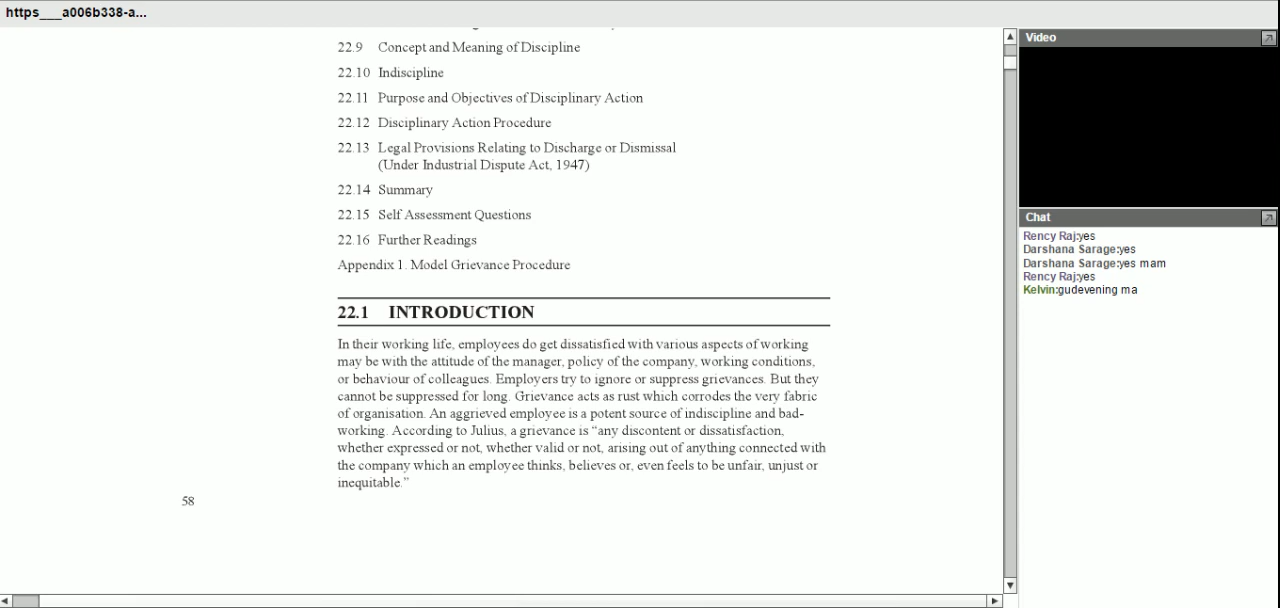 https___a006b338-a...
22.9 Concept and Meaning of Discipline
22.10 Indiscipline
22.11 Purpose and Objectives of Disciplinary Action
22.12 Disciplinary Action Procedure
22.13 Legal Provisions Relating to Discharge or Dismissal
(Under Industrial Dispute Act, 1947)
22.14 Summary
22.15 Self Assessment Questions
22.16 Further Readings
Appendix 1. Model Grievance Procedure
22.1 INTRODUCTION
In their working life, employees do get dissatisfied with various aspects of working
may be with the attitude of the manager, policy of the company, working conditions,
or behaviour of colleagues. Employers try to ignore or suppress grievances. But they
cannot be suppressed for long. Grievance acts as rust which corrodes the very fabric
of organisation. An aggrieved employee is a potent source of indiscipline and bad-
working. According to Julius, a grievance is “any discontent or dissatisfaction,
whether expressed or not, whether valid or not, arising out of anything connected with
the company which an employee thinks, believes or, even feels to be unfair, unjust or
inequitable.”
58
Video
Chat
Rency Raj:yes
Darshana Sarage:yes
Darshana Sarage:yes mam
Rency Raj:yes
Kelvin:gudevening ma